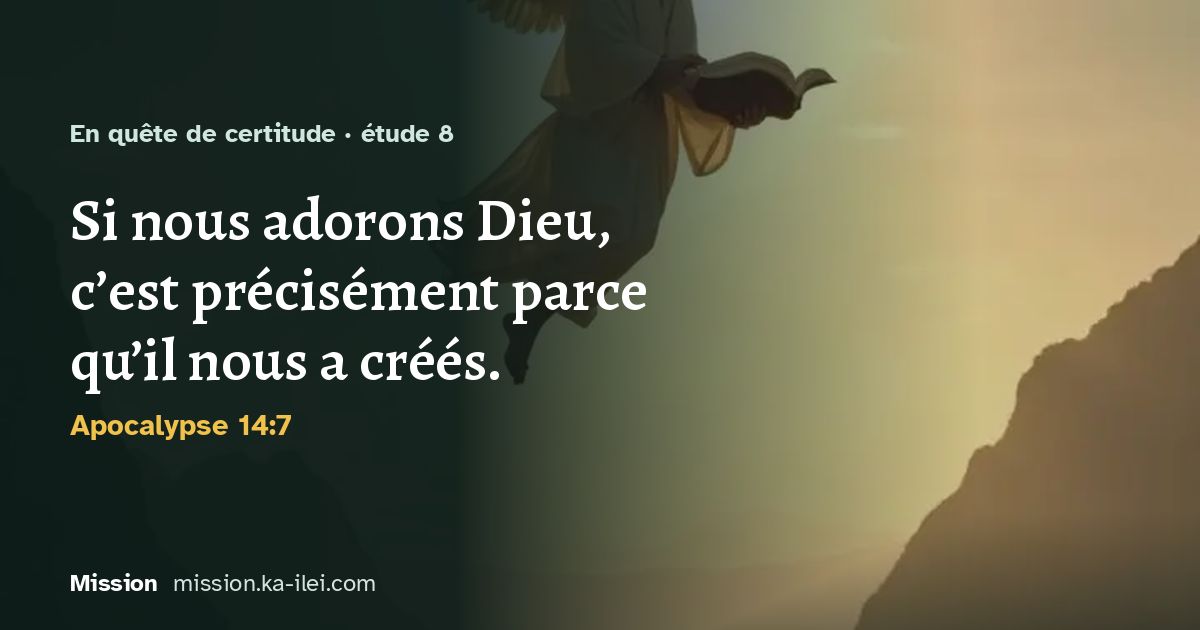 En quête de certitude · étude 8
Si nous adorons Dieu,
c’est précisément parce
qu’il nous a créés.
Apocalypse 14:7
Mission mission.ka-ilei.com